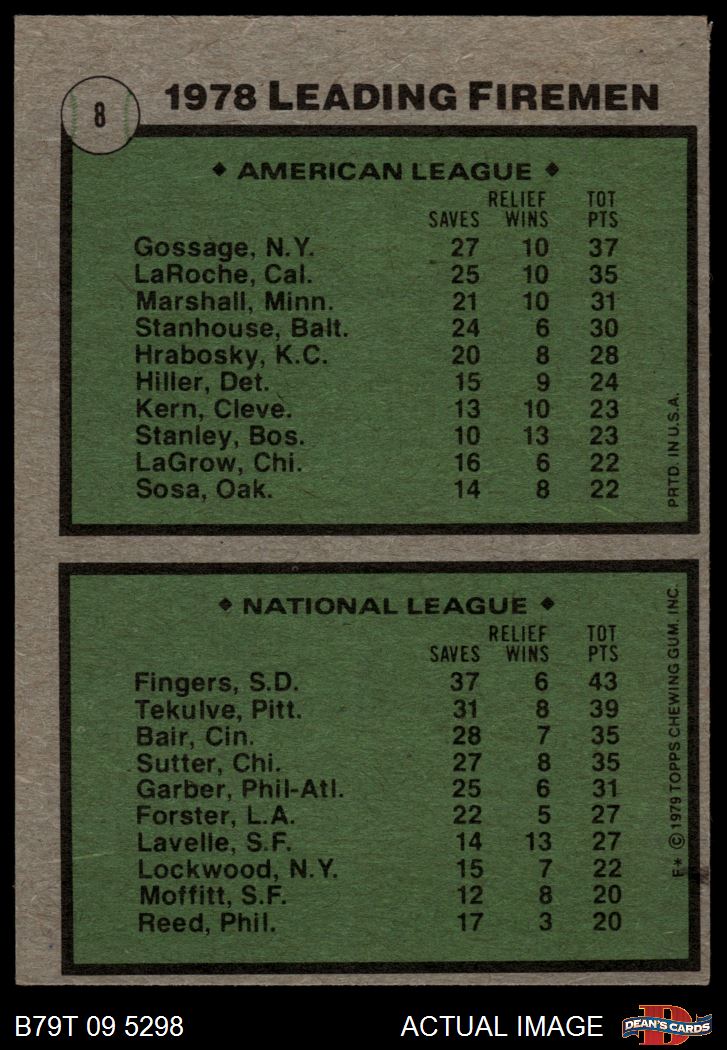 8
1978 LEADING FIREMEN
◆ AMERICAN LEAGUE ◆
RELIEF TOT
SAVES WINS PTS
Gossage, N.Y. 27 10 37
LaRoche, Cal. 25 10 35
Marshall, Minn. 21 10 31
Stanhouse, Balt. 24 6 30
Hrabosky, K.C. 20 8 28
Hiller, Det. 15 9 24
Kern, Cleve. 13 10 23
Stanley, Bos. 10 13 23
LaGrow, Chi. 16 6 22
Sosa, Oak. 14 8 22
PRTD. IN U.S.A.
◆ NATIONAL LEAGUE ◆
RELIEF TOT
SAVES WINS PTS
Fingers, S.D. 37 6 43
Tekulve, Pitt. 31 8 39
Bair, Cin. 28 7 35
Sutter, Chi. 27 8 35
Garber, Phil-Atl. 25 6 31
Forster, L.A. 22 5 27
Lavelle, S.F. 14 13 27
Lockwood, N.Y. 15 7 22
Moffitt, S.F. 12 8 20
Reed, Phil. 17 3 20
F* © 1979 TOPPS CHEWING GUM, INC.
B79T 09 5298
ACTUAL IMAGE
D
DEAN'S CARDS